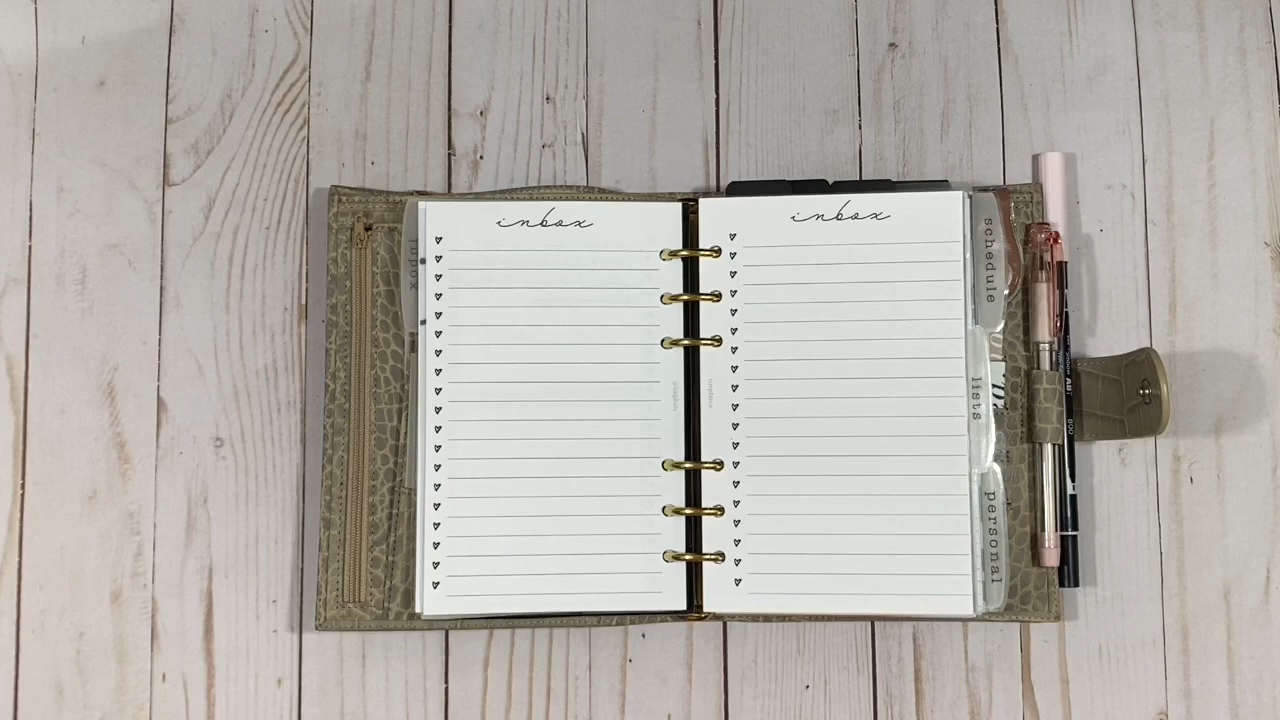 inbox
inbox
inbox
schedule
lists
personal